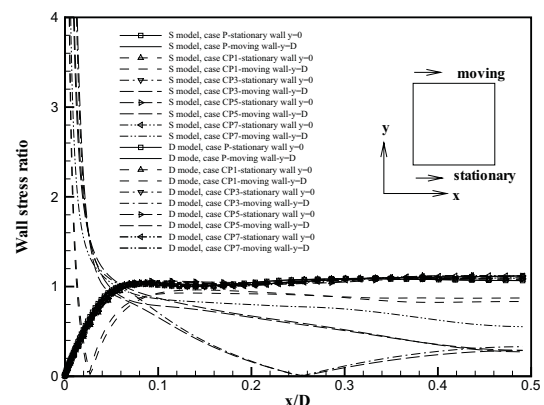 4
3
2
1
0
Wall stress ratio
S model, case P-stationary wall y=0
S model, case P-moving wall-y=D
S model, case CP1-stationary wall y=0
S model, case CP1-moving wall-y=D
S model, case CP3-stationary wall y=0
S model, case CP3-moving wall-y=D
S model, case CP5-stationary wall y=0
S model, case CP5-moving wall-y=D
S model, case CP7-stationary wall y=0
S model, case CP7-moving wall-y=D
D model, case P-stationary wall y=0
D mode, case P-moving wall-y=D
D mode, case CP1-stationary wall y=0
D model, case CP1-moving wall-y=D
D mode, case CP3-stationary wall y=0
D model, case CP3-moving wall-y=D
D mode, case CP5-stationary wall y=0
D model, case CP5-moving wall-y=D
D mode, case CP7-stationary wall y=0
D model, case CP7-moving wall-y=D
moving
y
stationary
x
0 0.1 0.2 0.3 0.4 0.5
x/D